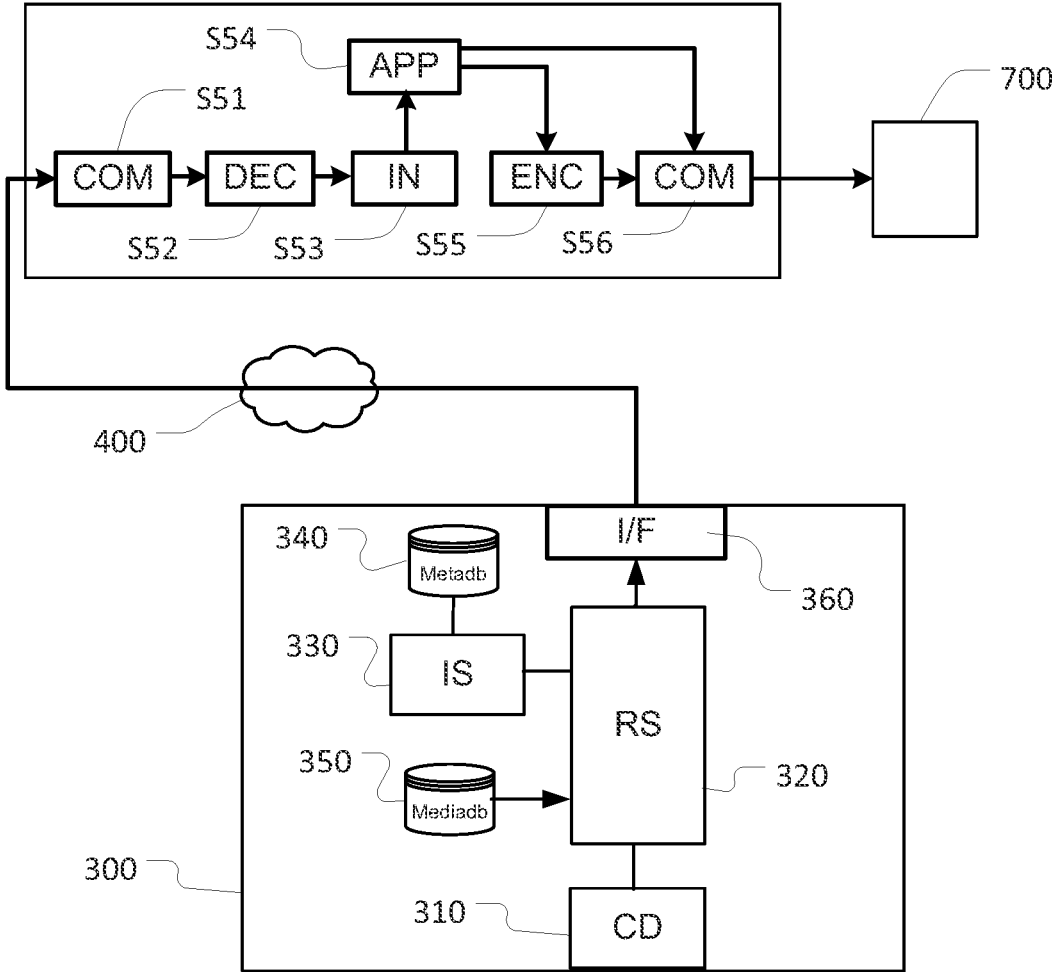 S54
APP
700
S51
COM
DEC
IN
ENC
COM
S52
S53
S55
S56
400
I/F
340
Metadb
360
330
IS
RS
350
Mediadb
320
300
310
CD